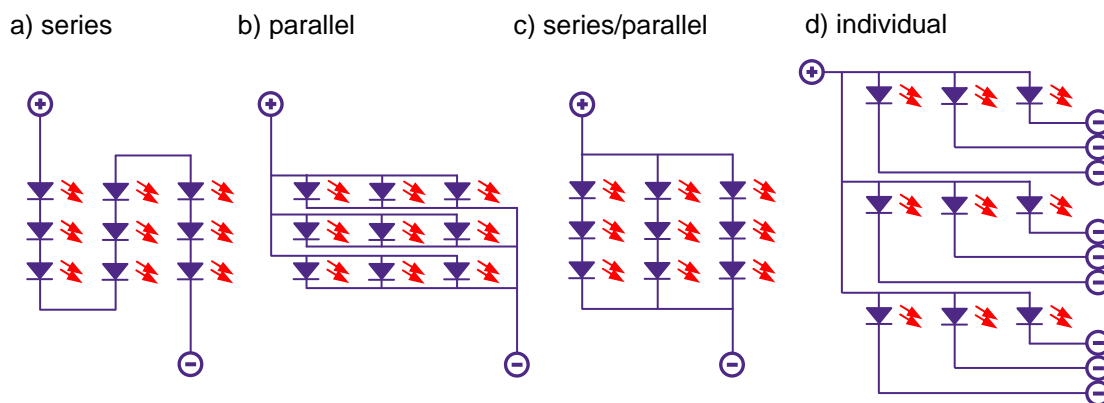 a) series
b) parallel
c) series/parallel
d) individual